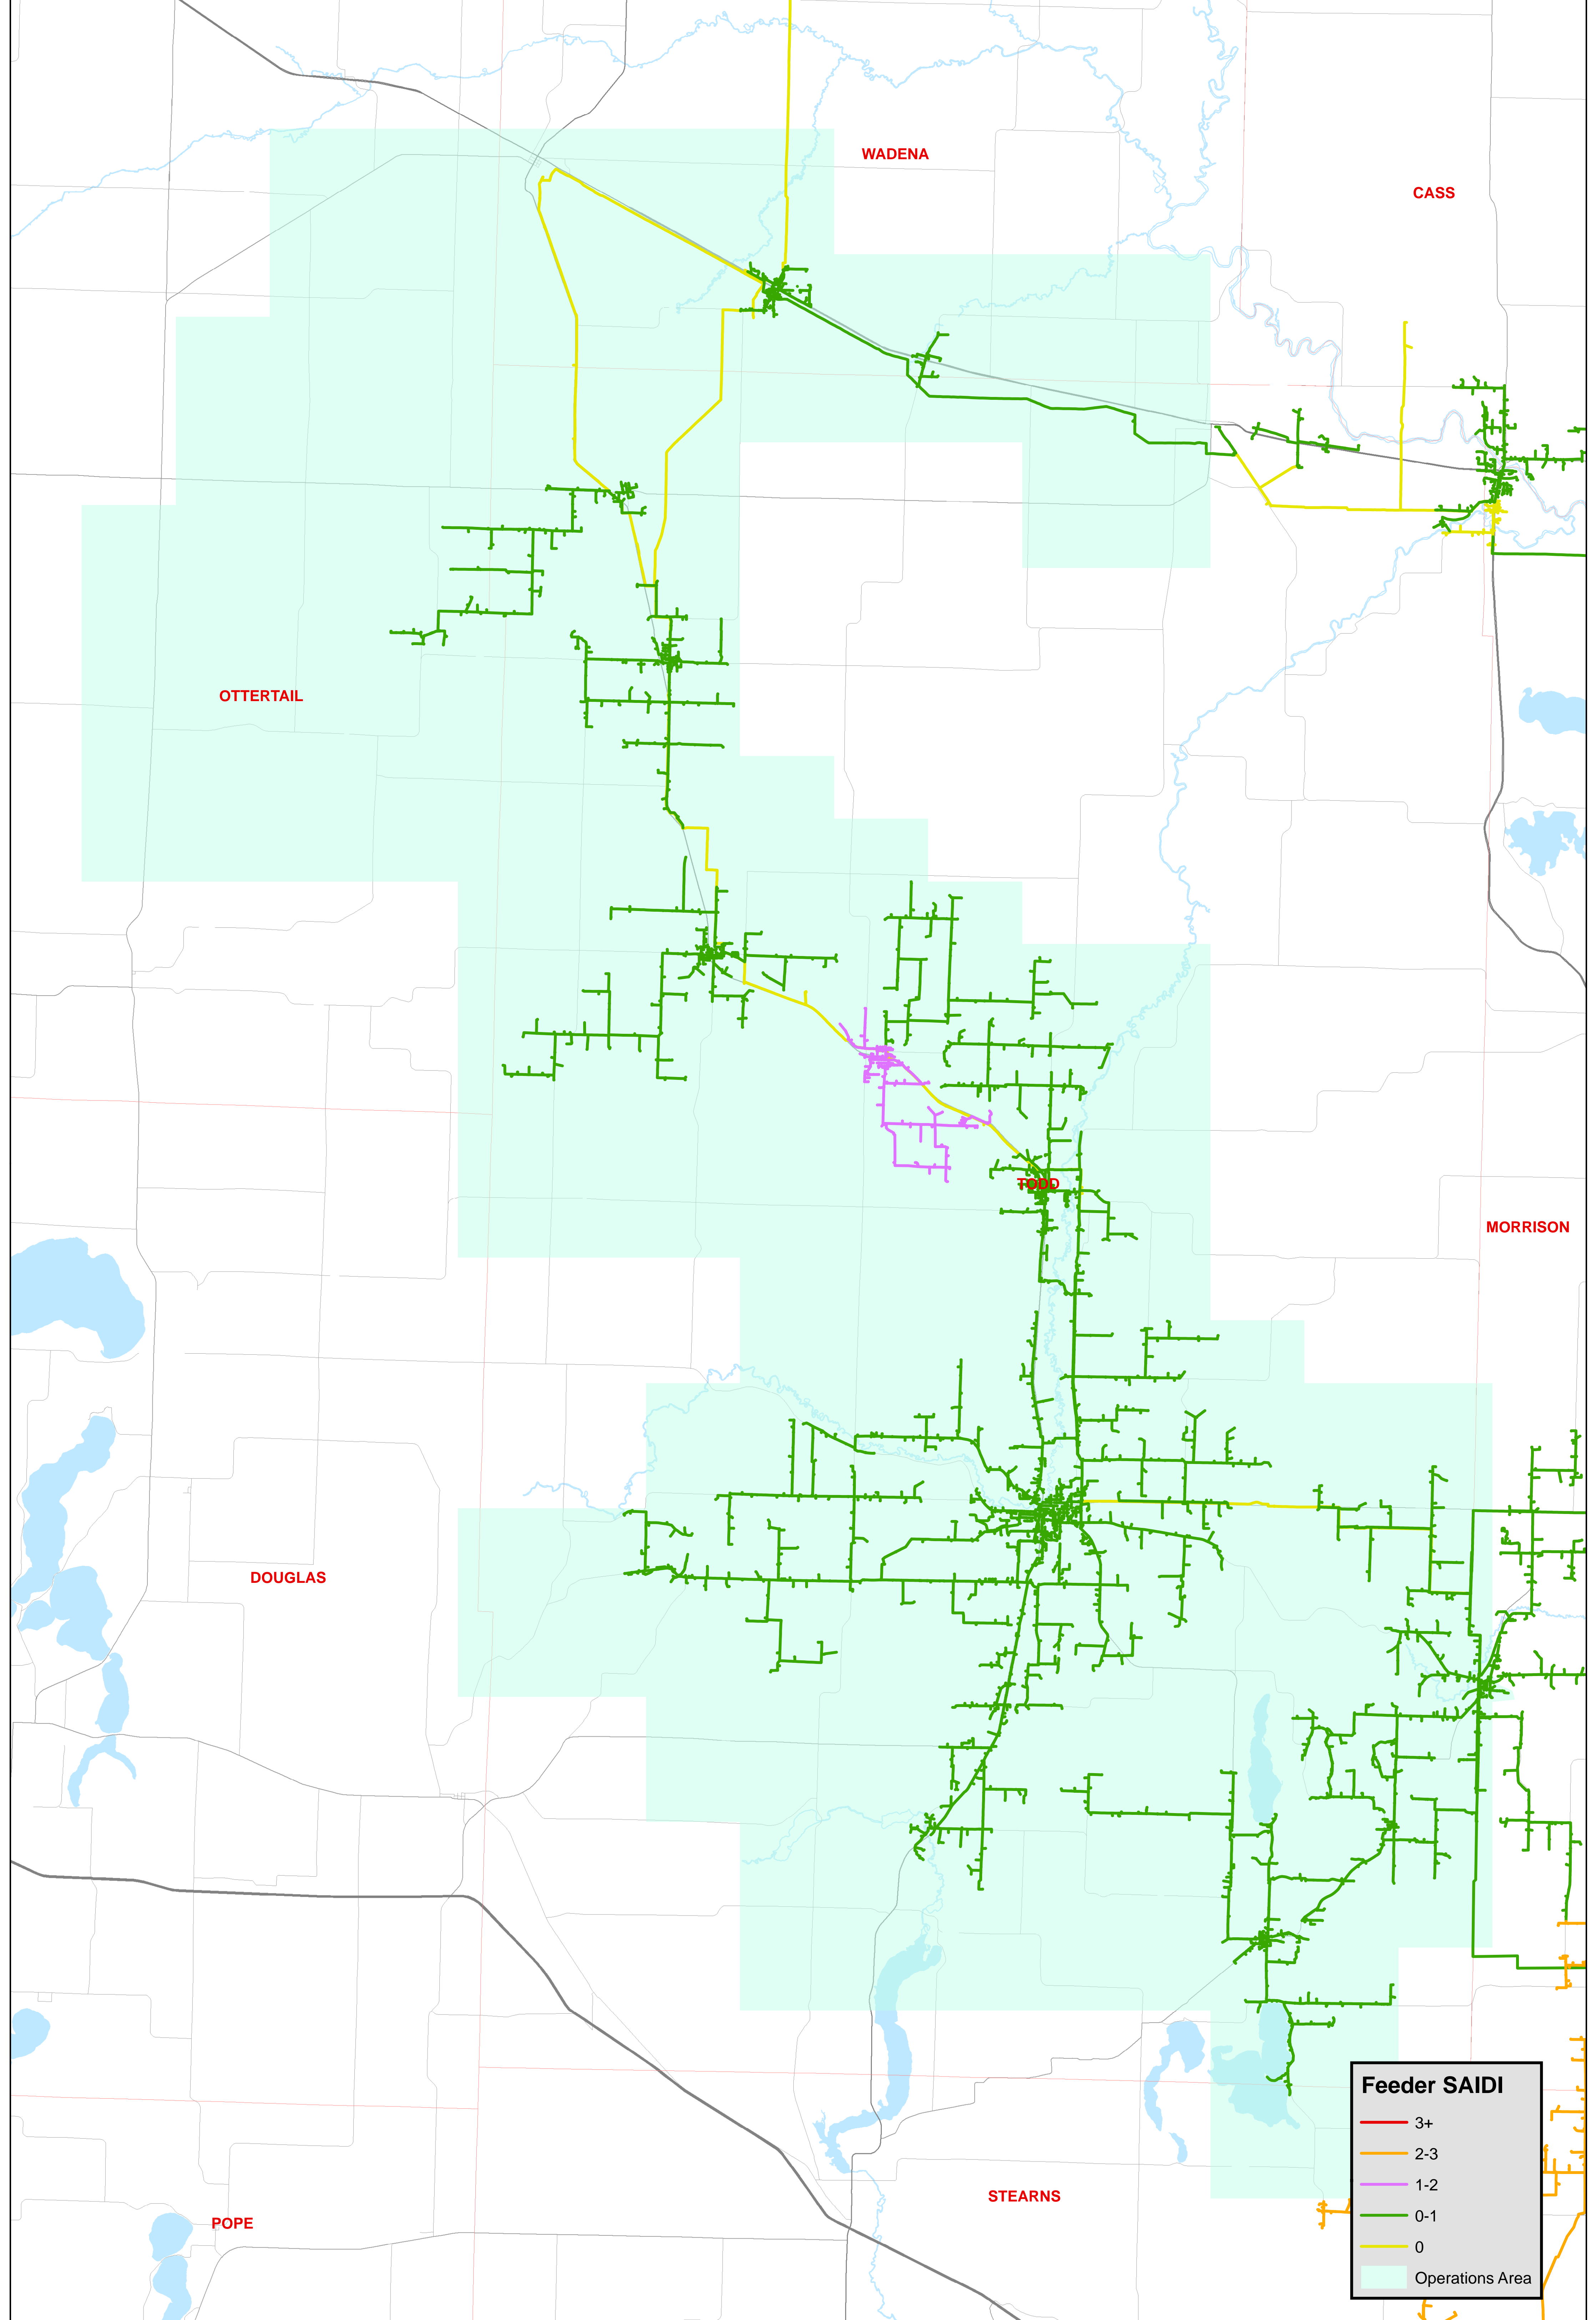 WADENA
CASS
OTTERTAIL
TODD
MORRISON
DOUGLAS
STEARNS
POPE
Feeder SAIDI
3+
2-3
1-2
0-1
0
Operations Area